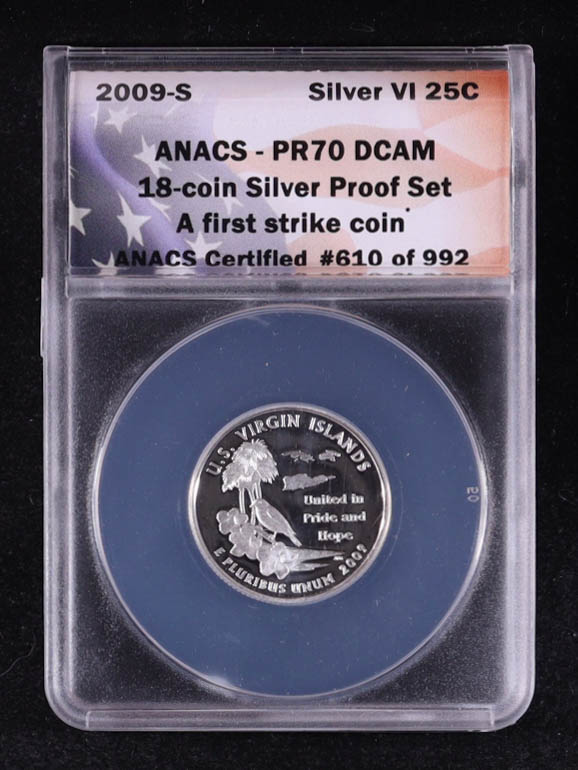 2009-S Silver VI 25C
ANACS - PR70 DCAM
18-coin Silver Proof Set
A first strike coin*
ANACS Certified #610 of 992
U.S. VIRGIN ISLANDS
United in
Pride and
Hope
E PLURIBUS UNUM 2009